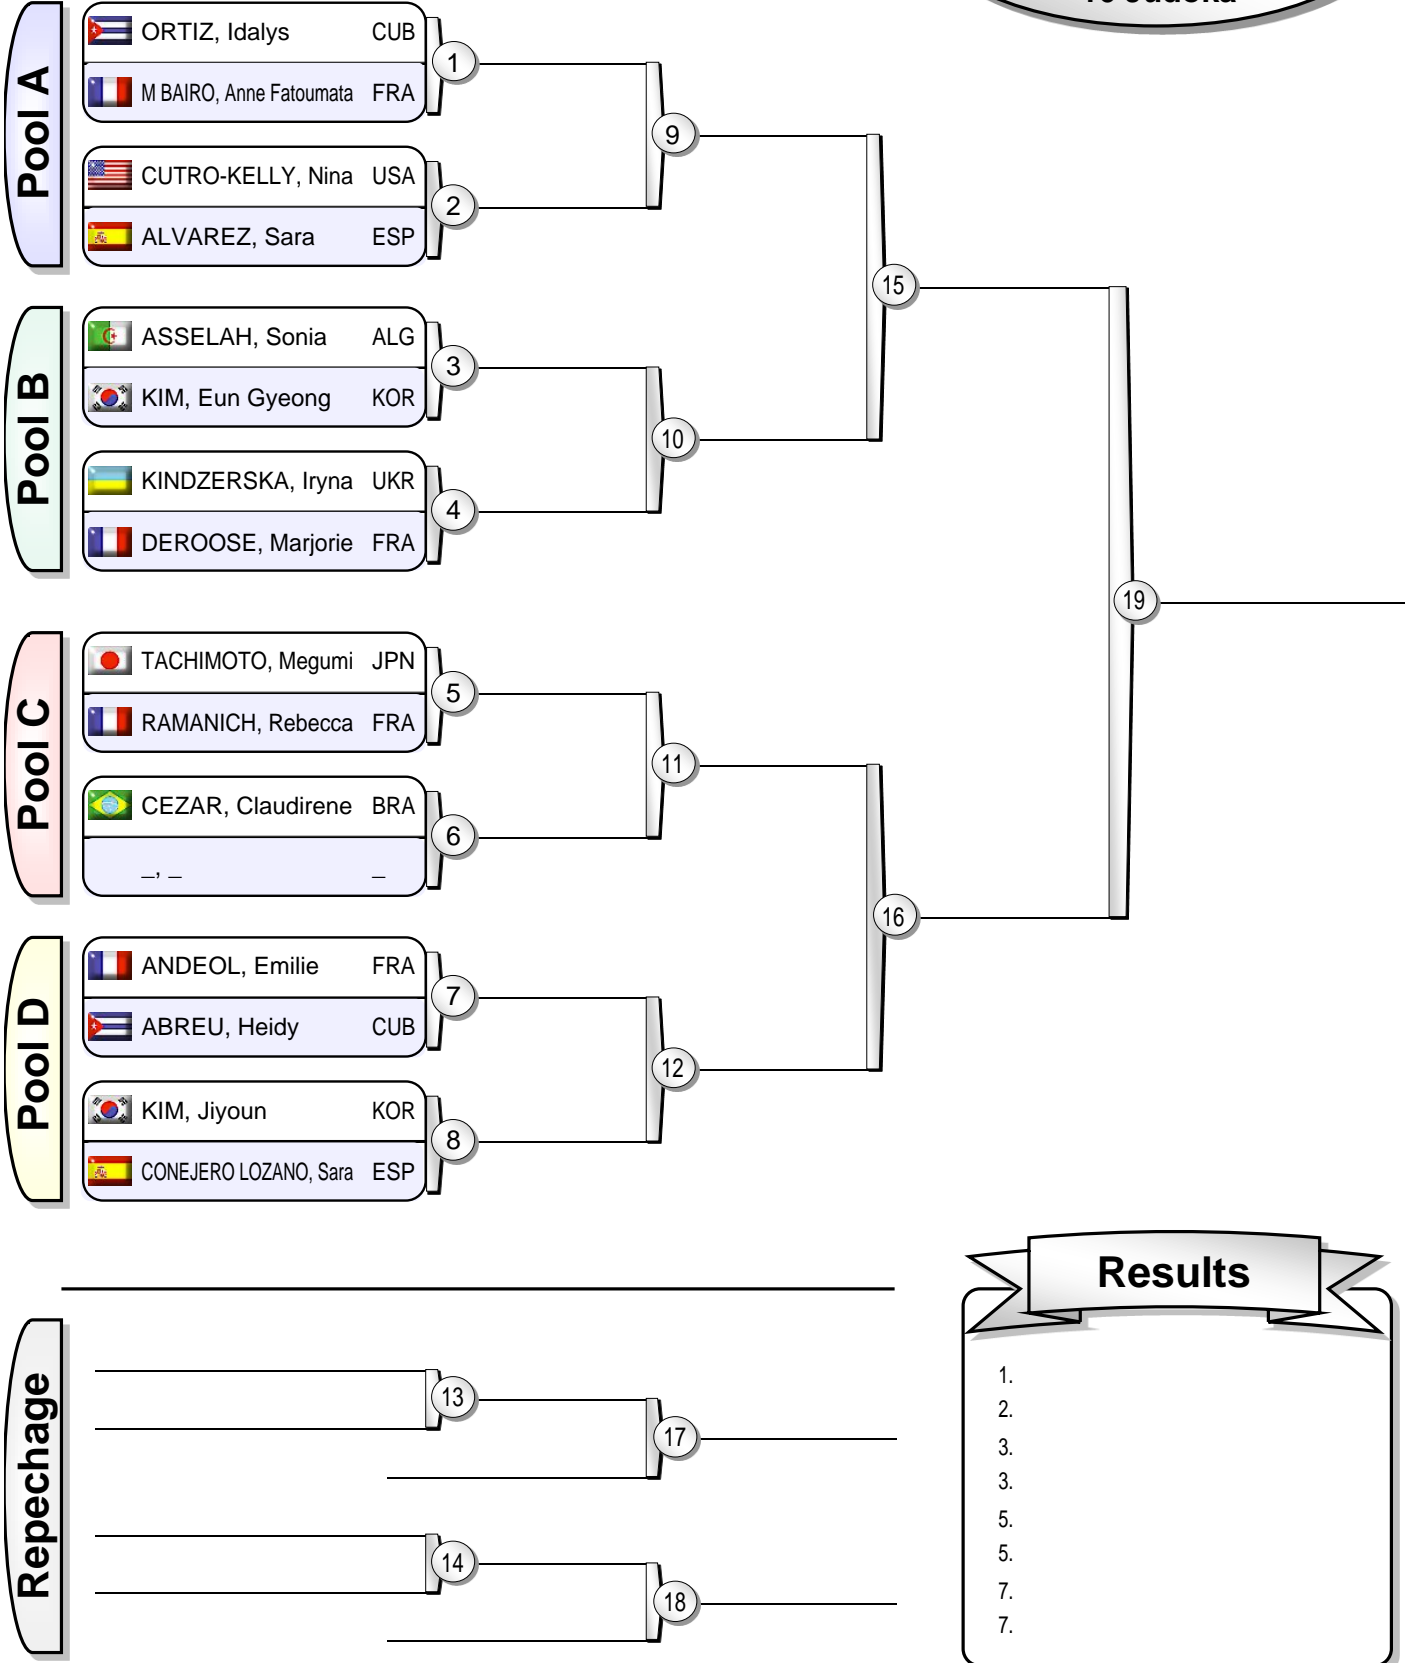 Pool A
ORTIZ, Idalys CUB
1
M BAIRO, Anne Fatoumata FRA
9
CUTRO-KELLY, Nina USA
2
ALVAREZ, Sara ESP
15
Pool B
ASSELAH, Sonia ALG
3
KIM, Eun Gyeong KOR
10
KINDZERSKA, Iryna UKR
4
DEROOSE, Marjorie FRA
19
Pool C
TACHIMOTO, Megumi JPN
5
RAMANICH, Rebecca FRA
11
CEZAR, Claudirene BRA
6
_, _ _
16
Pool D
ANDEOL, Emilie FRA
7
ABREU, Heidy CUB
12
KIM, Jiyoun KOR
8
CONEJERO LOZANO, Sara ESP
Repechage
13
17
14
18
Results
1.
2.
3.
3.
5.
5.
7.
7.